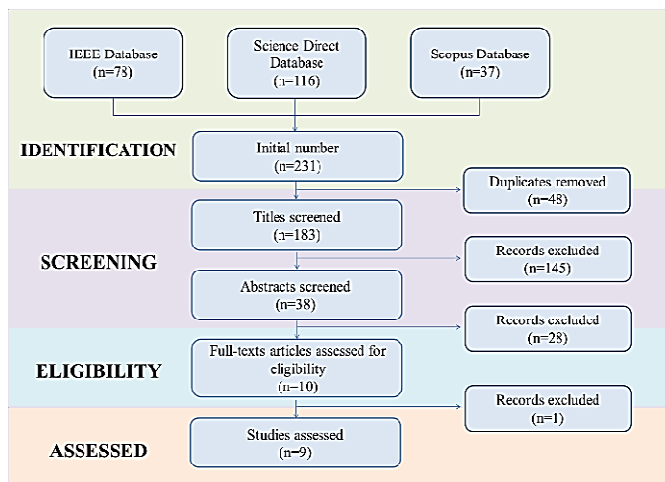 IEEE Database
(n=78)
Science Direct
Database
(n=116)
Scopus Database
(n=37)
IDENTIFICATION
Initial number
(n=231)
Duplicates removed
(n=48)
Titles screened
(n=183)
SCREENING
Records excluded
(n=145)
Abstracts screened
(n=38)
Records excluded
(n=28)
Full-texts articles assessed for
eligibility
(n=10)
ELIGIBILITY
Records excluded
(n=1)
Studies assessed
(n=9)
ASSESSED